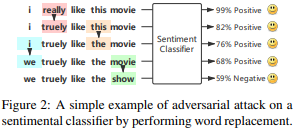 i really like this movie
99% Positive
i truely like this movie
82% Positive
i truely like the movie
Sentiment Classifier
76% Positive
we truely like the movie
68% Positive
we truely like the show
59% Negative
Figure 2: A simple example of adversarial attack on
a sentimental classifier by performing word replacement.